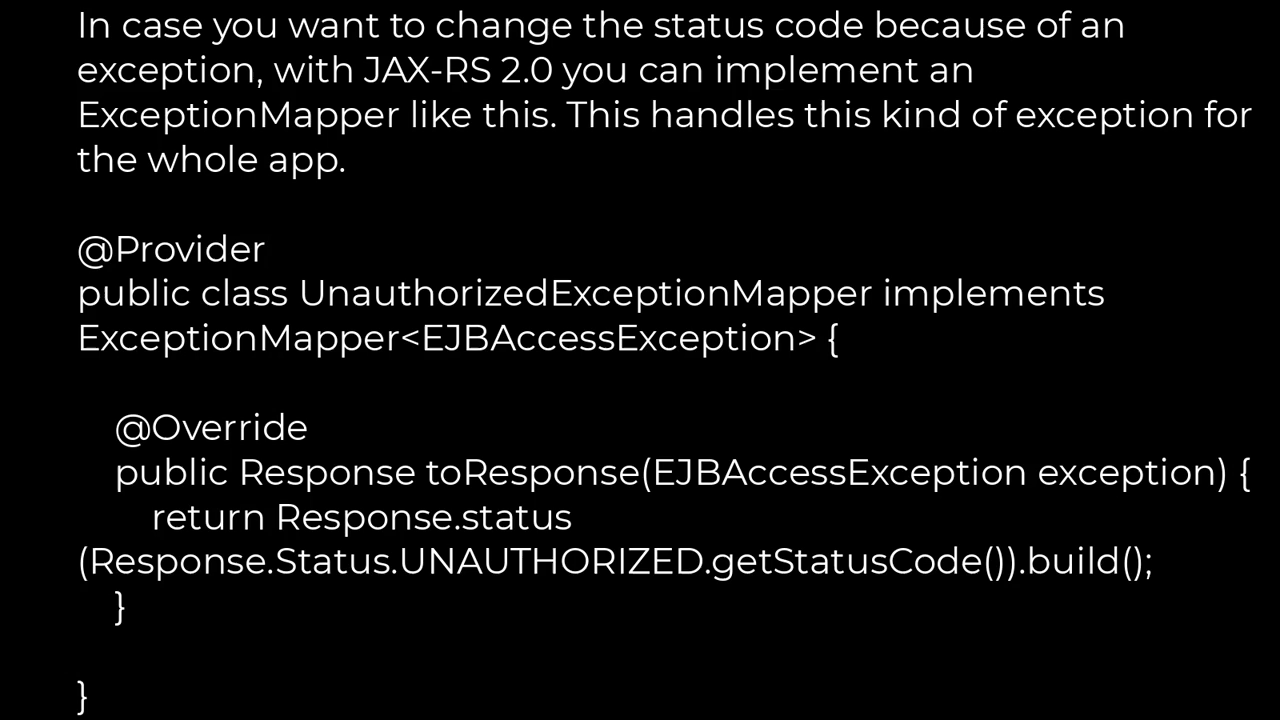 In case you want to change the status code because of an
exception, with JAX-RS 2.0 you can implement an
ExceptionMapper like this. This handles this kind of exception for
the whole app.
@Provider
public class UnauthorizedExceptionMapper implements
ExceptionMapper<EJBAccessException> {
@Override
public Response toResponse(EJBAccessException exception) {
return Response.status
(Response.Status.UNAUTHORIZED.getStatusCode()).build();
}
}